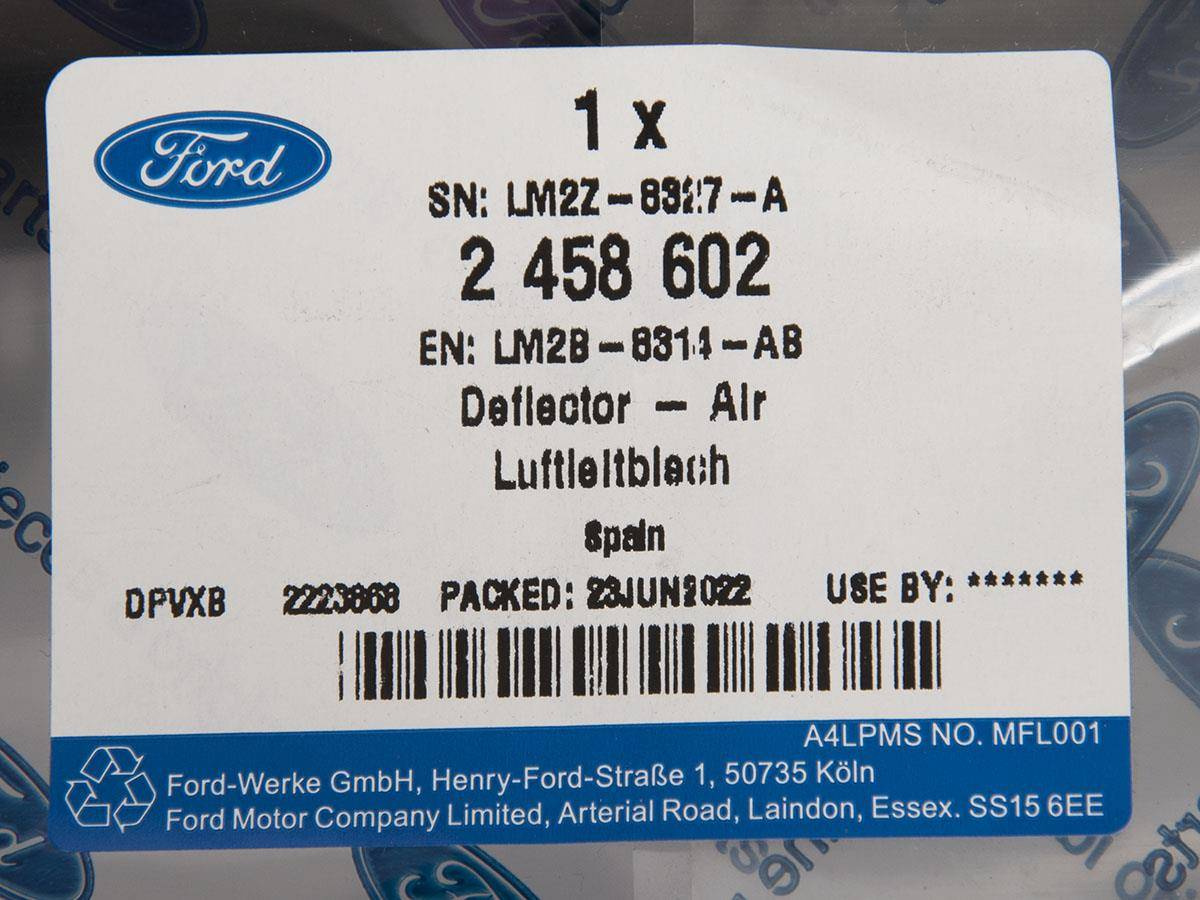 Ford
1 x
SN: LM2Z-8327-A
2 458 602
EN: LM2B-8314-AB
Deflector - Air
Luftleitblech
Spain
DPVXB 2223868 PACKED: 23JUN2022 USE BY: *******
A4LPMS NO. MFL001
Ford-Werke GmbH, Henry-Ford-Straße 1, 50735 Köln
Ford Motor Company Limited, Arterial Road, Laindon, Essex. SS15 6EE